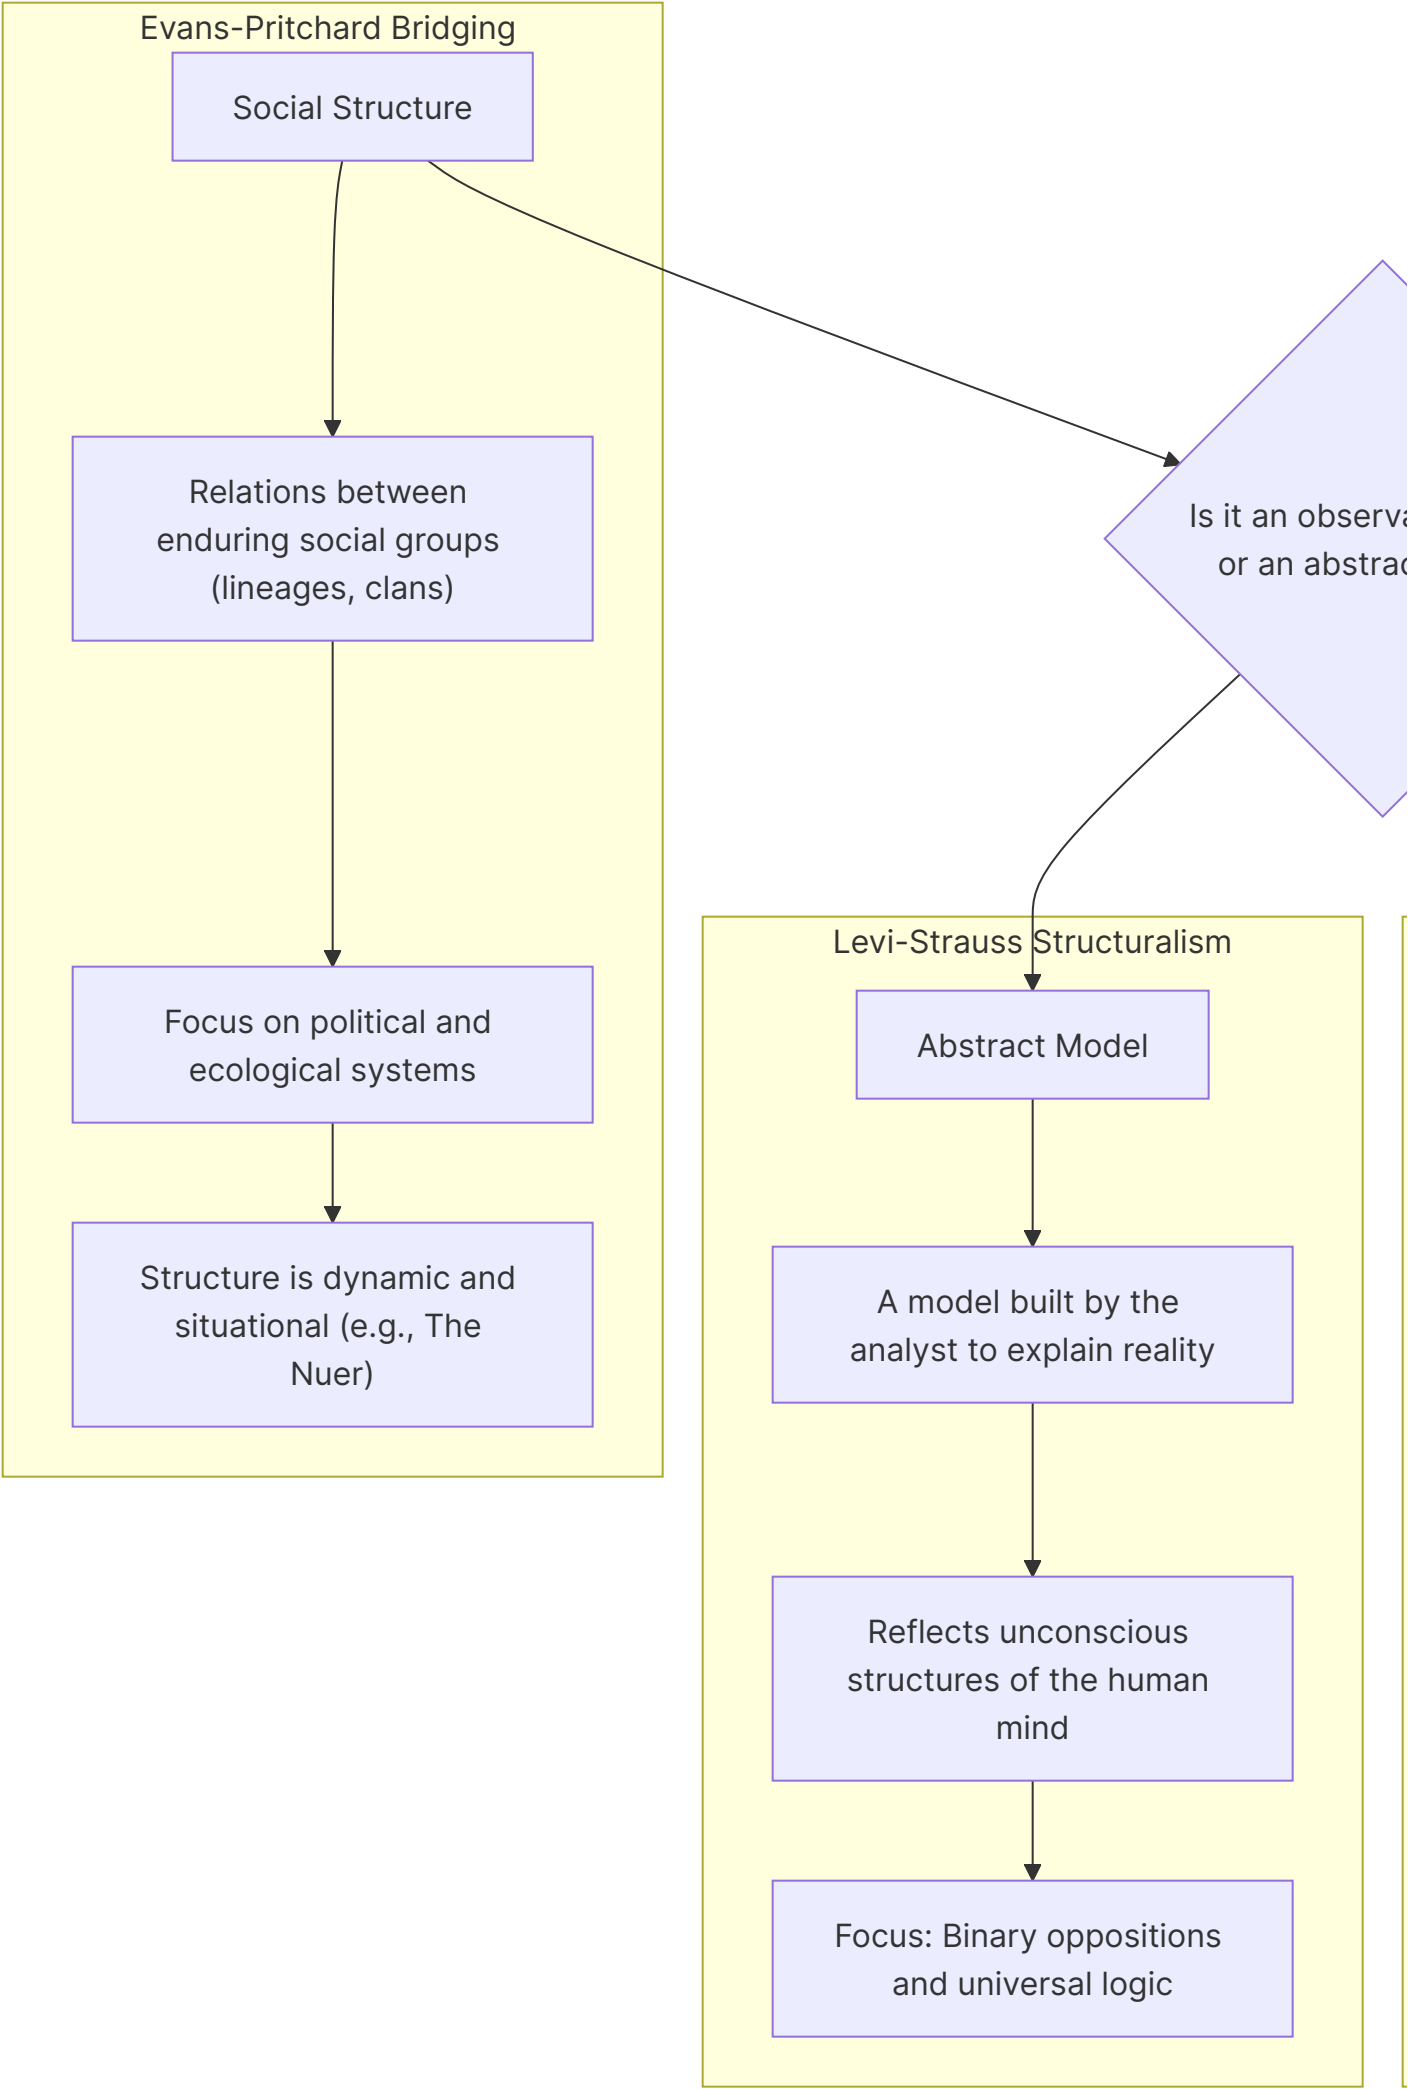 Evans-Pritchard Bridging
Social Structure
Relations between
enduring social groups
(lineages, clans)
Focus on political and
ecological systems
Structure is dynamic and
situational (e.g., The
Nuer)
Is it an
or an
Levi-Strauss Structuralism
Abstract Model
A model built by the
analyst to explain reality
Reflects unconscious
structures of the human
mind
Focus: Binary oppositions
and universal logic